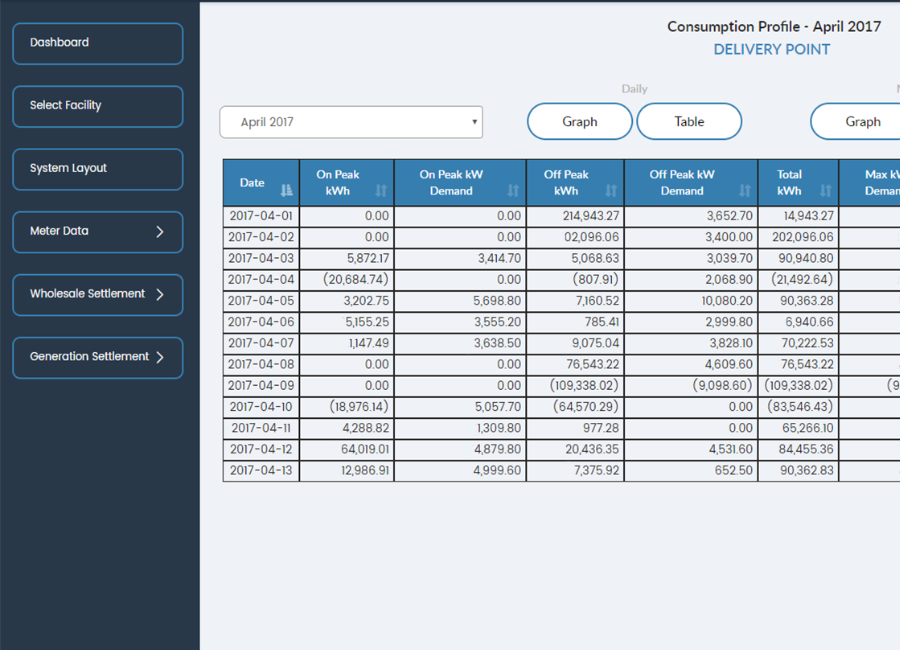 Dashboard
Select Facility
System Layout
Meter Data
Wholesale Settlement
Generation Settlement
Consumption Profile - April 2017
DELIVERY POINT
Daily
April 2017
Graph
Table
Graph
Date
On Peak kWh
On Peak kW Demand
Off Peak kWh
Off Peak kW Demand
Total kWh
Max kW
2017-04-01 0.00 0.00 214,943.27 3,652.70 14,943.27
2017-04-02 0.00 0.00 02,096.06 3,400.00 202,096.06
2017-04-03 5,872.17 3,414.70 5,068.63 3,039.70 90,940.80
2017-04-04 (20,684.74) 0.00 (807.91) 2,068.90 (21,492.64)
2017-04-05 3,202.75 5,698.80 7,160.52 10,080.20 90,363.28
2017-04-06 5,155.25 3,555.20 785.41 2,999.80 6,940.66
2017-04-07 1,147.49 3,638.50 9,075.04 3,828.10 70,222.53
2017-04-08 0.00 0.00 76,543.22 4,609.60 76,543.22
2017-04-09 0.00 0.00 (109,338.02) (9,098.60) (109,338.02) (9
2017-04-10 (18,976.14) 5,057.70 (64,570.29) 0.00 (83,546.43)
2017-04-11 4,288.82 1,309.80 977.28 0.00 65,266.10
2017-04-12 64,019.01 4,879.80 20,436.35 4,531.60 84,455.36
2017-04-13 12,986.91 4,999.60 7,375.92 652.50 90,362.83